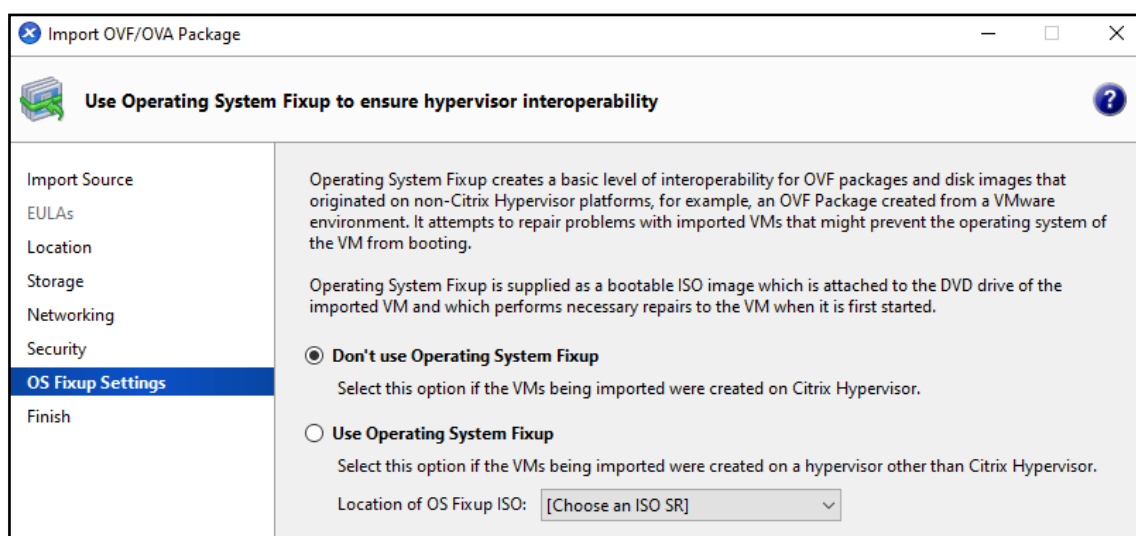 Import OVF/OVA Package
Use Operating System Fixup to ensure hypervisor interoperability
?
Import Source
EULAs
Location
Storage
Networking
Security
OS Fixup Settings
Finish
Operating System Fixup creates a basic level of interoperability for OVF packages and disk images that
originated on non-Citrix Hypervisor platforms, for example, an OVF Package created from a VMware
environment. It attempts to repair problems with imported VMs that might prevent the operating system of
the VM from booting.
Operating System Fixup is supplied as a bootable ISO image which is attached to the DVD drive of the
imported VM and which performs necessary repairs to the VM when it is first started.
Don't use Operating System Fixup
Select this option if the VMs being imported were created on Citrix Hypervisor.
Use Operating System Fixup
Select this option if the VMs being imported were created on a hypervisor other than Citrix Hypervisor.
Location of OS Fixup ISO: [Choose an ISO SR]